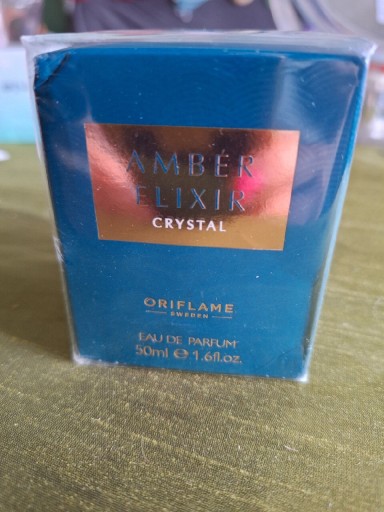 AMBER
ELIXIR
CRYSTAL
ORIFLAME
SWEDEN
EAU DE PARFUM
50ml ℮ 1.6fl.oz.